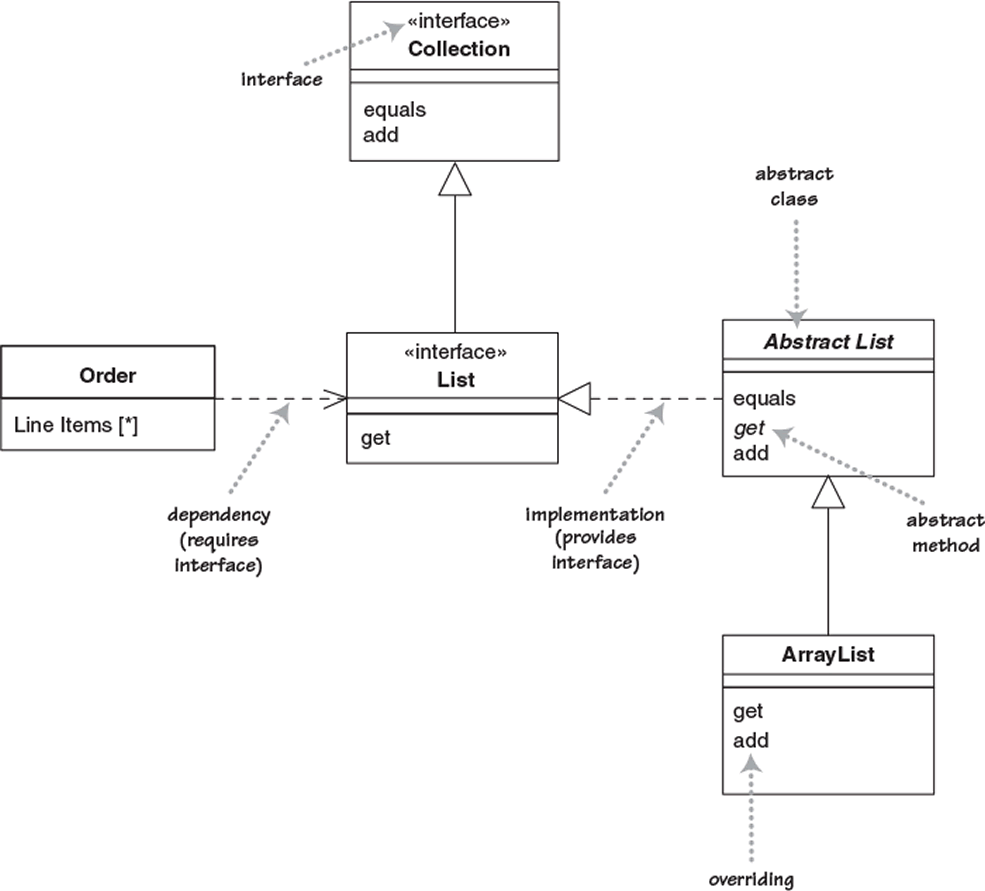 «interface»
Collection
interface
equals
add
abstract
class
Order
Line Items [*]
«interface»
List
get
Abstract List
equals
get
add
dependency
(requires
interface)
implementation
(provides
interface)
abstract
method
ArrayList
get
add
overriding